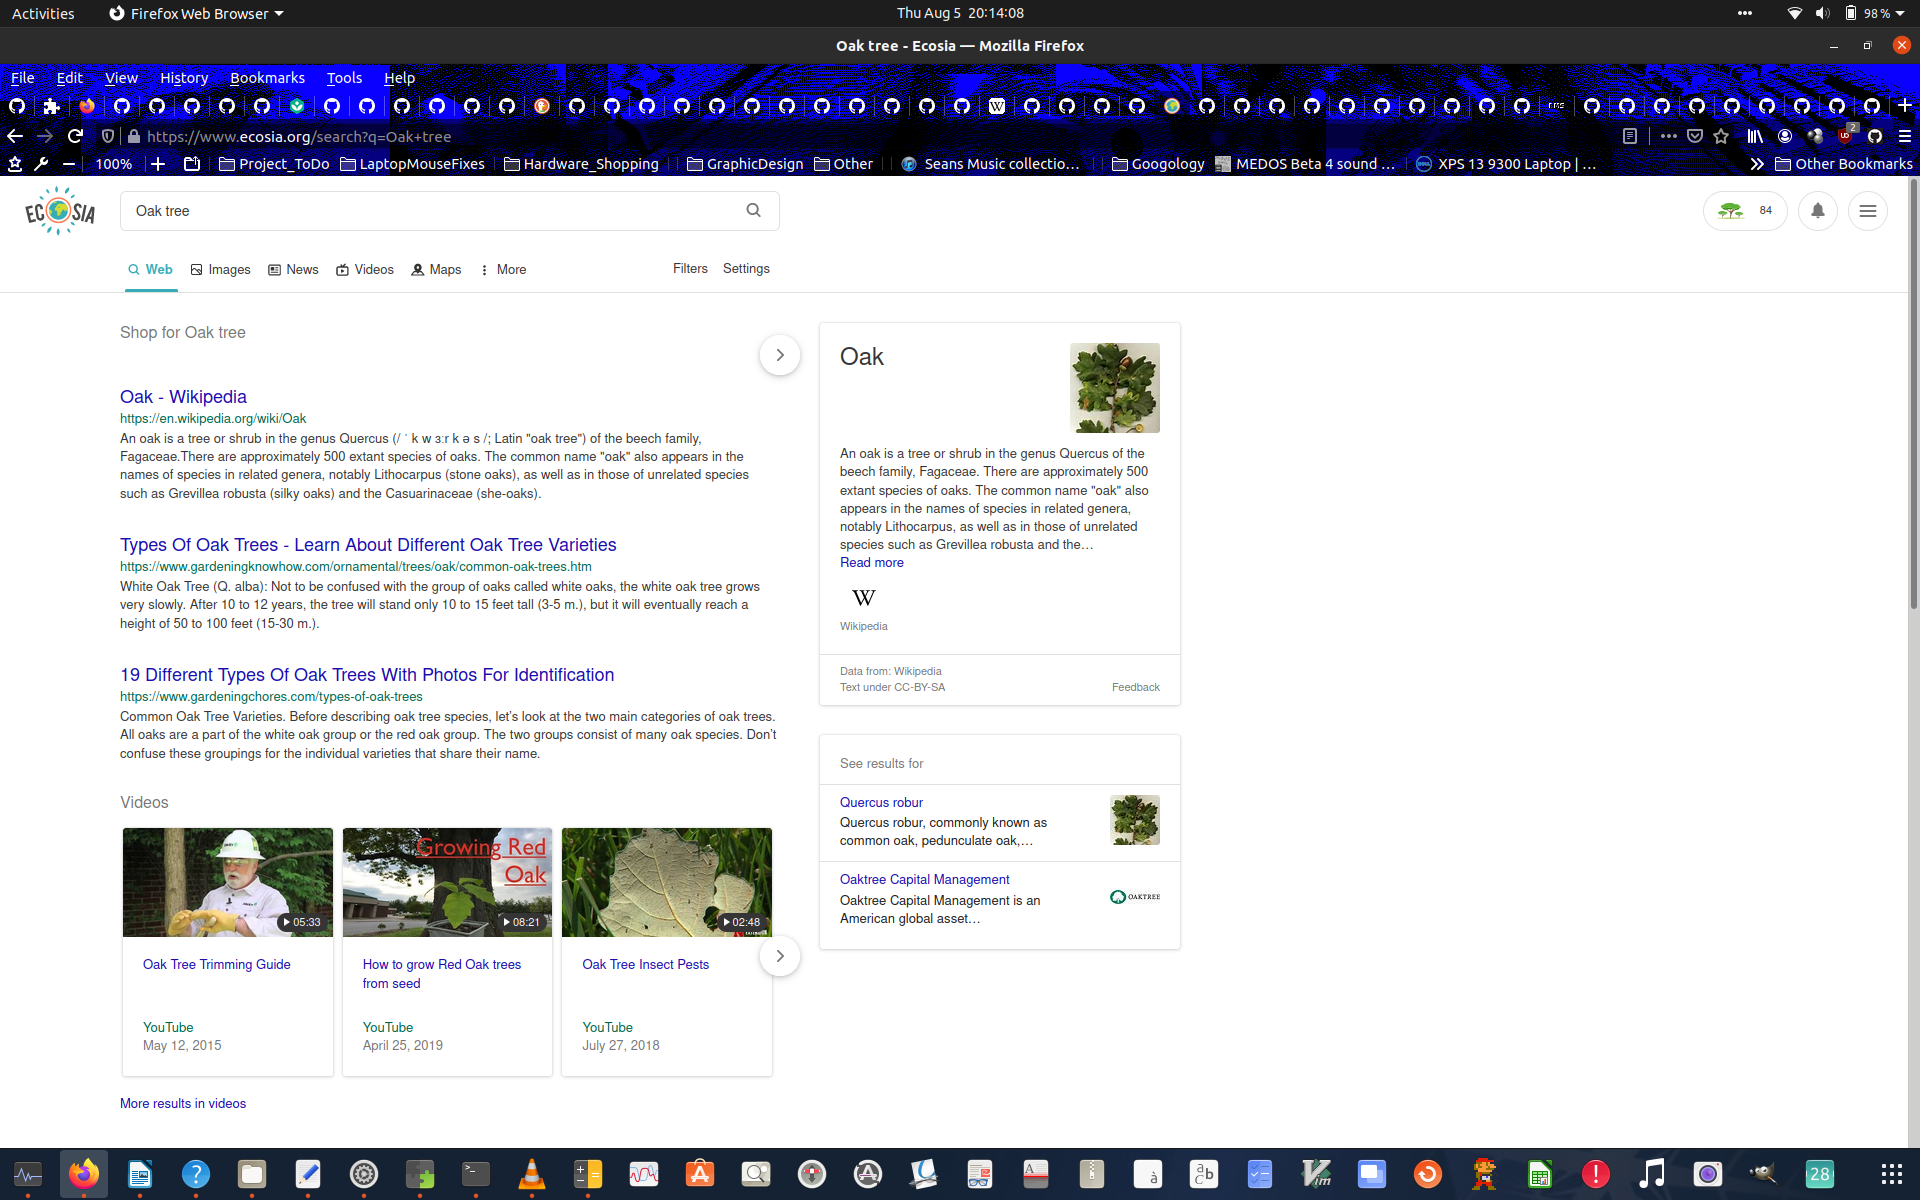 Activities
Firefox Web Browser
Thu Aug 5 20:14:08
98 %
Oak tree - Ecosia — Mozilla Firefox
File Edit View History Bookmarks Tools Help
https://www.ecosia.org/search?q=Oak+tree
2
100%
Project_ToDo
LaptopMouseFixes
Hardware_Shopping
GraphicDesign
Other
Seans Music collectio…
Googology
MEDOS Beta 4 sound …
XPS 13 9300 Laptop | …
Other Bookmarks
ECOSIA
Oak tree
84
Web
Images
News
Videos
Maps
More
Filters
Settings
Shop for Oak tree
Oak - Wikipedia
https://en.wikipedia.org/wiki/Oak
An oak is a tree or shrub in the genus Quercus (/ ˈ k w ɜːr k ə s /; Latin "oak tree") of the beech family,
Fagaceae.There are approximately 500 extant species of oaks. The common name "oak" also appears in the
names of species in related genera, notably Lithocarpus (stone oaks), as well as in those of unrelated species
such as Grevillea robusta (silky oaks) and the Casuarinaceae (she-oaks).
Types Of Oak Trees - Learn About Different Oak Tree Varieties
https://www.gardeningknowhow.com/ornamental/trees/oak/common-oak-trees.htm
White Oak Tree (Q. alba): Not to be confused with the group of oaks called white oaks, the white oak tree grows
very slowly. After 10 to 12 years, the tree will stand only 10 to 15 feet tall (3-5 m.), but it will eventually reach a
height of 50 to 100 feet (15-30 m.).
19 Different Types Of Oak Trees With Photos For Identification
https://www.gardeningchores.com/types-of-oak-trees
Common Oak Tree Varieties. Before describing oak tree species, let's look at the two main categories of oak trees.
All oaks are a part of the white oak group or the red oak group. The two groups consist of many oak species. Don't
confuse these groupings for the individual varieties that share their name.
Videos
05:33
Oak Tree Trimming Guide
YouTube
May 12, 2015
Growing Red
Oak
08:21
How to grow Red Oak trees
from seed
YouTube
April 25, 2019
02:48
Oak Tree Insect Pests
YouTube
July 27, 2018
More results in videos
Oak
An oak is a tree or shrub in the genus Quercus of the
beech family, Fagaceae. There are approximately 500
extant species of oaks. The common name "oak" also
appears in the names of species in related genera,
notably Lithocarpus, as well as in those of unrelated
species such as Grevillea robusta and the…
Read more
W
Wikipedia
Data from: Wikipedia
Text under CC-BY-SA
Feedback
See results for
Quercus robur
Quercus robur, commonly known as
common oak, pedunculate oak,…
Oaktree Capital Management
Oaktree Capital Management is an
American global asset…
OAKTREE
28